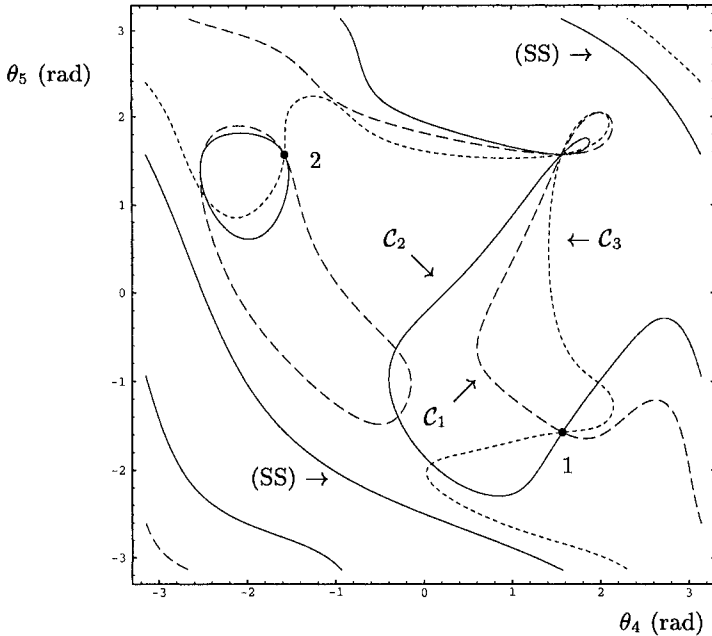 3
(SS) →
θ₅ (rad)
2
2
1
𝒞₂
← 𝒞₃
0
-1
𝒞₁
1
-2
(SS) →
-3
-3 -2 -1 0 1 2 3
θ₄ (rad)